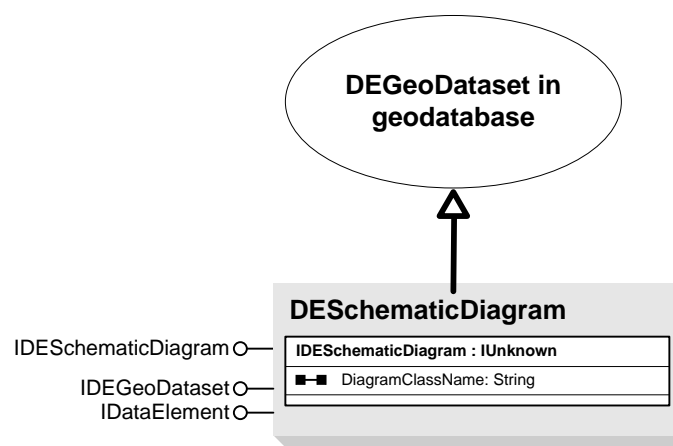 DEGeoDataset in
geodatabase
DESchematicDiagram
IDESchematicDiagram
IDESchematicDiagram : IUnknown
IDEGeoDataset
DiagramClassName: String
IDataElement